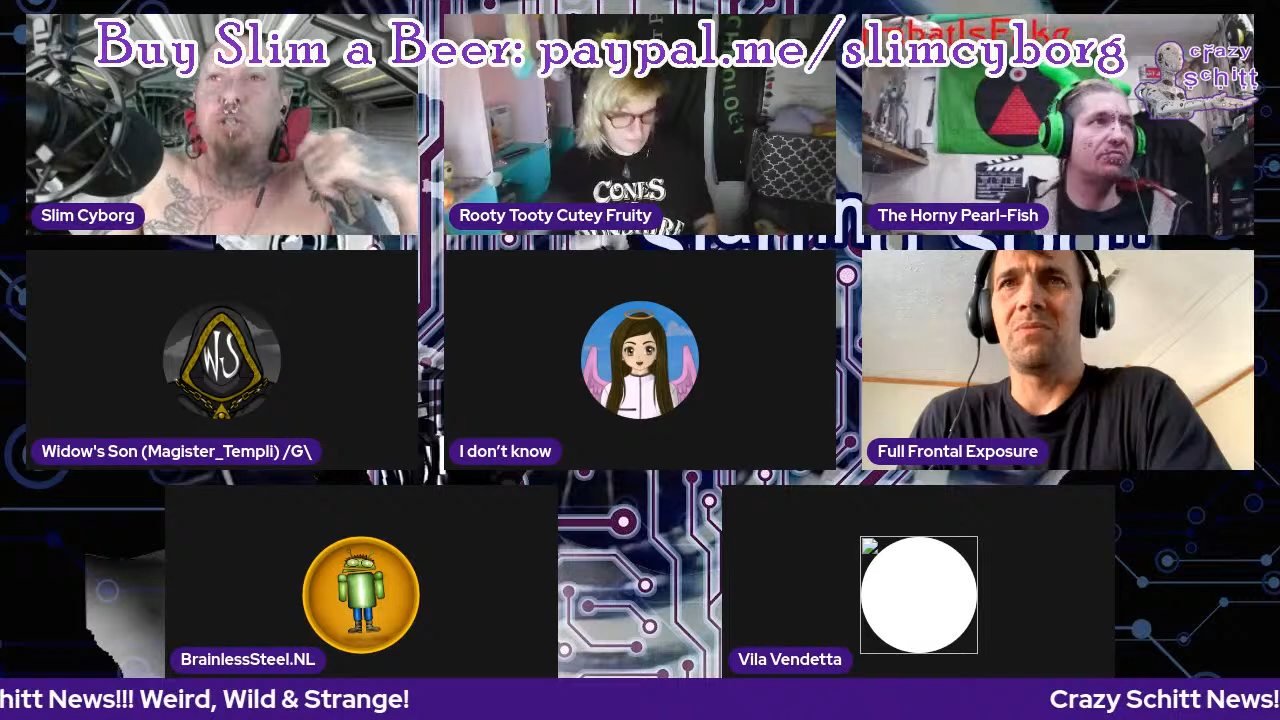 Buy Slim a Beer: paypal.me/slimcyborg
crazy
schitt
CONES
Slim Cyborg
Rooty Tooty Cutey Fruity
The Horny Pearl-Fish
WS
Widow's Son (Magister_Templi) /G\
I don't know
Full Frontal Exposure
BrainlessSteel.NL
Vila Vendetta
hitt News!!! Weird, Wild & Strange!
Crazy Schitt News!